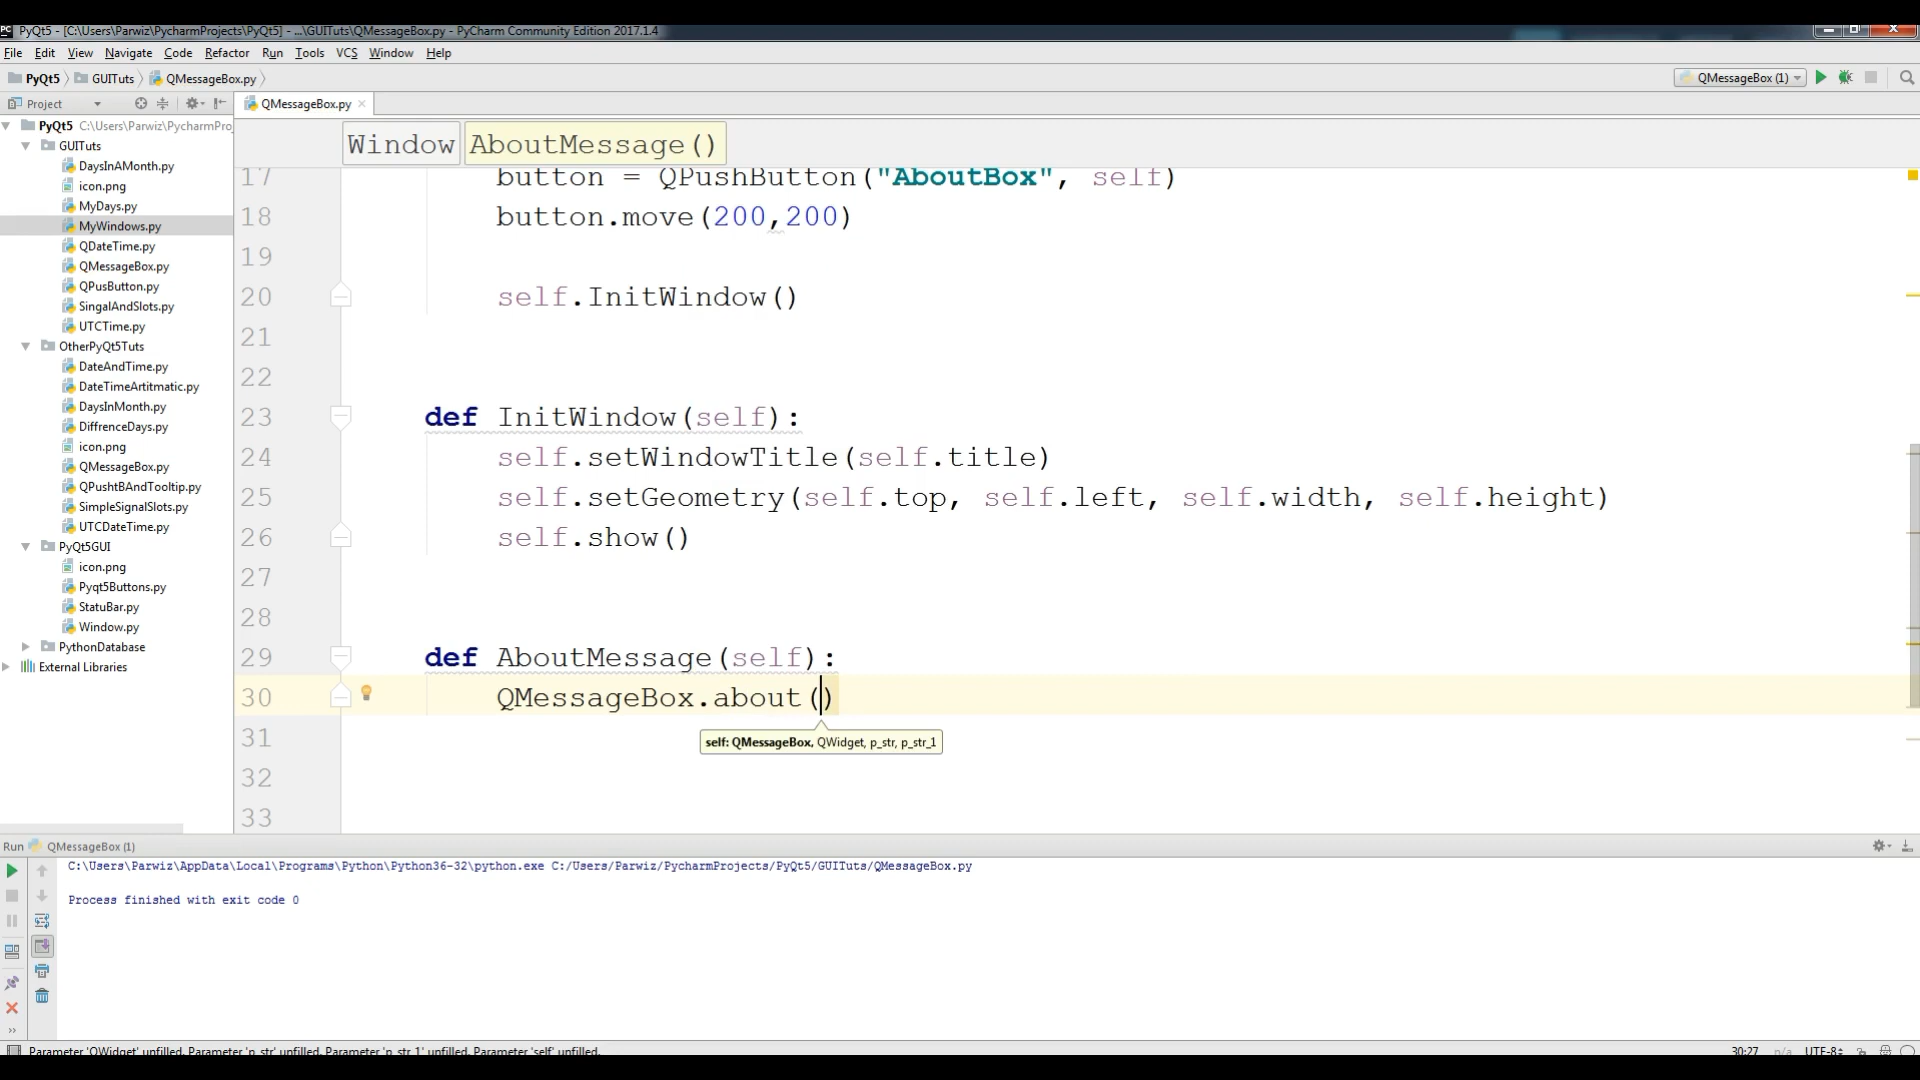 PyQt5 - [C:\Users\Parwiz\PycharmProjects\PyQt5] - ...\GUITuts\QMessageBox.py - PyCharm Community Edition 2017.1.4
File Edit View Navigate Code Refactor Run Tools VCS Window Help
PyQt5 GUITuts QMessageBox.py QMessageBox (1)
Project QMessageBox.py
PyQt5 C:\Users\Parwiz\PycharmPro
GUITuts
DaysInAMonth.py
icon.png
MyDays.py
MyWindows.py
QDateTime.py
QMessageBox.py
QPusButton.py
SingalAndSlots.py
UTCTime.py
OtherPyQt5Tuts
DateAndTime.py
DateTimeArtitmatic.py
DaysInMonth.py
DiffrenceDays.py
icon.png
QMessageBox.py
QPushtBAndTooltip.py
SimpleSignalSlots.py
UTCDateTime.py
PyQt5GUI
icon.png
Pyqt5Buttons.py
StatuBar.py
Window.py
PythonDatabase
External Libraries
Window AboutMessage()
17 button = QPushButton("AboutBox", self)
18 button.move(200,200)
19
20 self.InitWindow()
21
22
23 def InitWindow(self):
24 self.setWindowTitle(self.title)
25 self.setGeometry(self.top, self.left, self.width, self.height)
26 self.show()
27
28
29 def AboutMessage(self):
30 QMessageBox.about()
self: QMessageBox, QWidget, p_str, p_str_1
31
32
33
Run QMessageBox (1)
C:\Users\Parwiz\AppData\Local\Programs\Python\Python36-32\python.exe C:/Users/Parwiz/PycharmProjects/PyQt5/GUITuts/QMessageBox.py
Process finished with exit code 0
Parameter 'QWidget' unfilled. Parameter 'p_str' unfilled. Parameter 'p_str_1' unfilled. Parameter 'self' unfilled. 30:27 n/a UTF-8